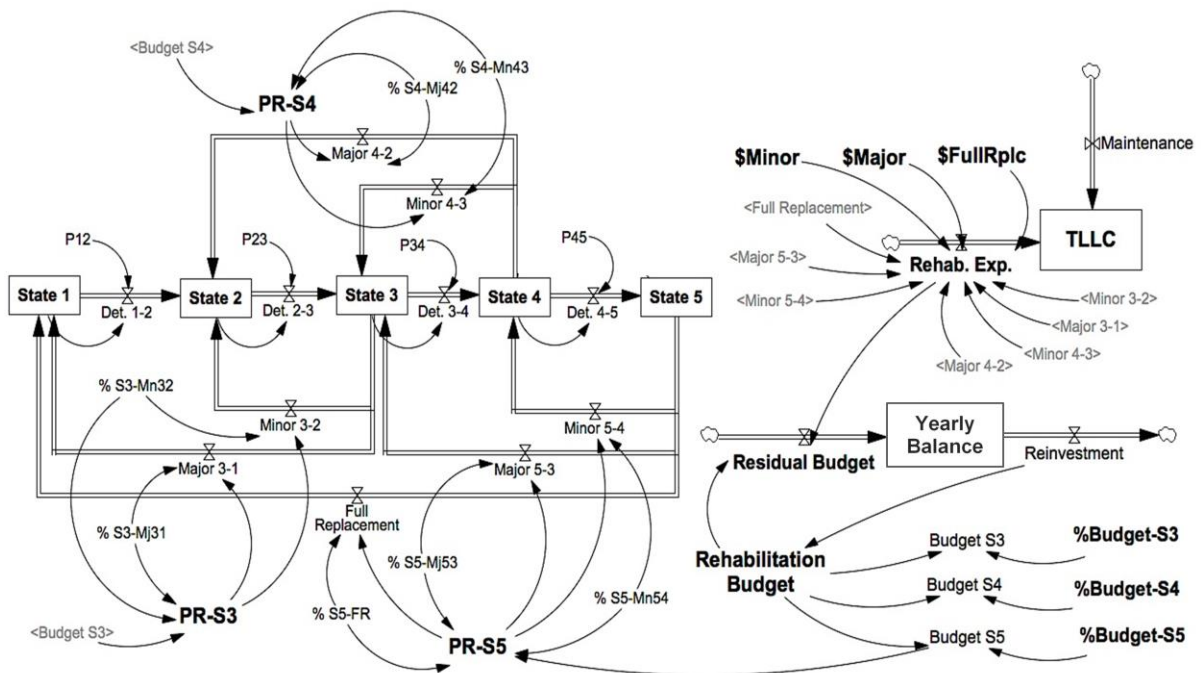 <Budget S4>
% S4-Mn43
% S4-Mj42
PR-S4
Major 4-2
Minor 4-3
P12
P23
P34
P45
State 1
State 2
State 3
State 4
State 5
Det. 1-2
Det. 2-3
Det. 3-4
Det. 4-5
% S3-Mn32
Minor 3-2
Minor 5-4
Major 3-1
Major 5-3
Full
Replacement
% S3-Mj31
% S5-Mj53
% S5-FR
% S5-Mn54
PR-S3
<Budget S3>
PR-S5
Maintenance
$Minor
$Major
$FullRplc
<Full Replacement>
TLLC
<Major 5-3>
Rehab. Exp.
<Minor 5-4>
<Minor 3-2>
<Major 3-1>
<Minor 4-3>
<Major 4-2>
Yearly
Balance
Residual Budget
Reinvestment
Rehabilitation
Budget
Budget S3
%Budget-S3
Budget S4
%Budget-S4
Budget S5
%Budget-S5